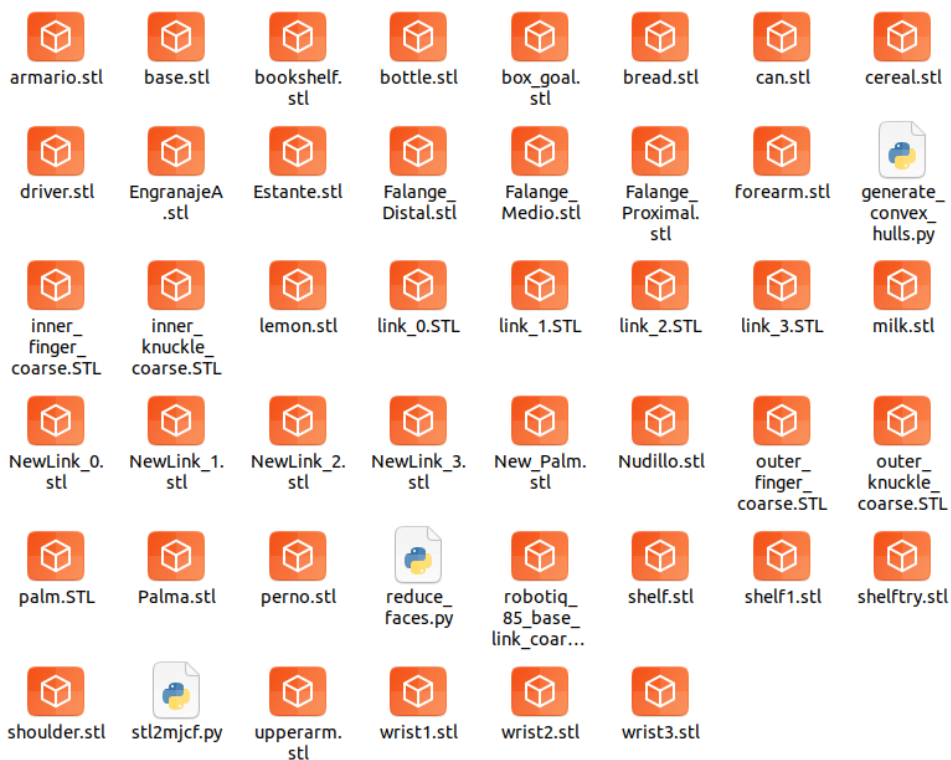 armario.stl
base.stl
bookshelf.
stl
bottle.stl
box_goal.
stl
bread.stl
can.stl
cereal.stl
driver.stl
EngranajeA
.stl
Estante.stl
Falange_
Distal.stl
Falange_
Medio.stl
Falange_
Proximal.
stl
forearm.stl
generate_
convex_
hulls.py
inner_
finger_
coarse.STL
inner_
knuckle_
coarse.STL
lemon.stl
link_0.STL
link_1.STL
link_2.STL
link_3.STL
milk.stl
NewLink_0.
stl
NewLink_1.
stl
NewLink_2.
stl
NewLink_3.
stl
New_Palm.
stl
Nudillo.stl
outer_
finger_
coarse.STL
outer_
knuckle_
coarse.STL
palm.STL
Palma.stl
perno.stl
reduce_
faces.py
robotiq_
85_base_
link_coar…
shelf.stl
shelf1.stl
shelftry.stl
shoulder.stl
stl2mjcf.py
upperarm.
stl
wrist1.stl
wrist2.stl
wrist3.stl